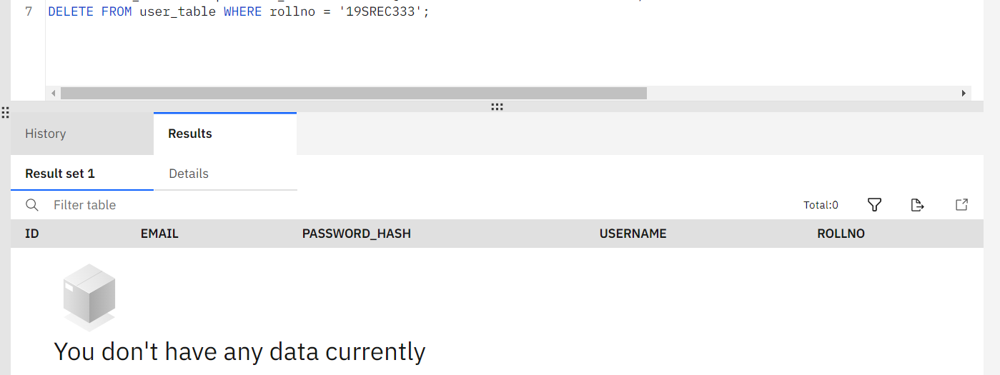 7 DELETE FROM user_table WHERE rollno = '19SREC333';
History Results
Result set 1 Details
Filter table Total:0
ID EMAIL PASSWORD_HASH USERNAME ROLLNO
You don't have any data currently